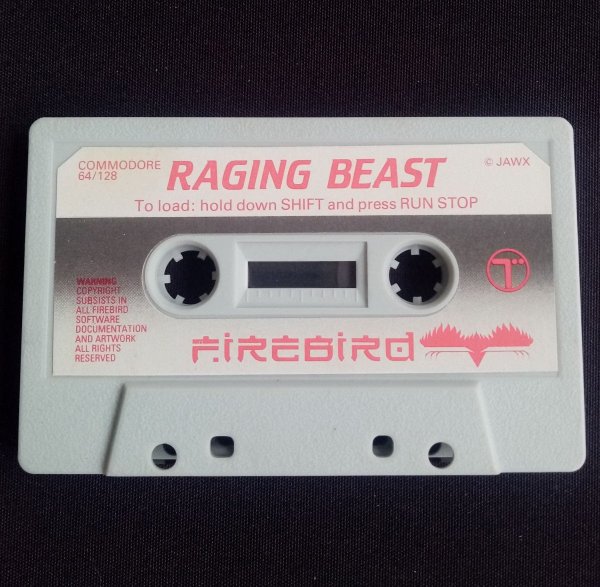 COMMODORE
64/128
RAGING BEAST
© JAWX
To load: hold down SHIFT and press RUN STOP
WARNING
COPYRIGHT
SUBSISTS IN
ALL FIREBIRD
SOFTWARE
DOCUMENTATION
AND ARTWORK
ALL RIGHTS
RESERVED
FIREBIRD